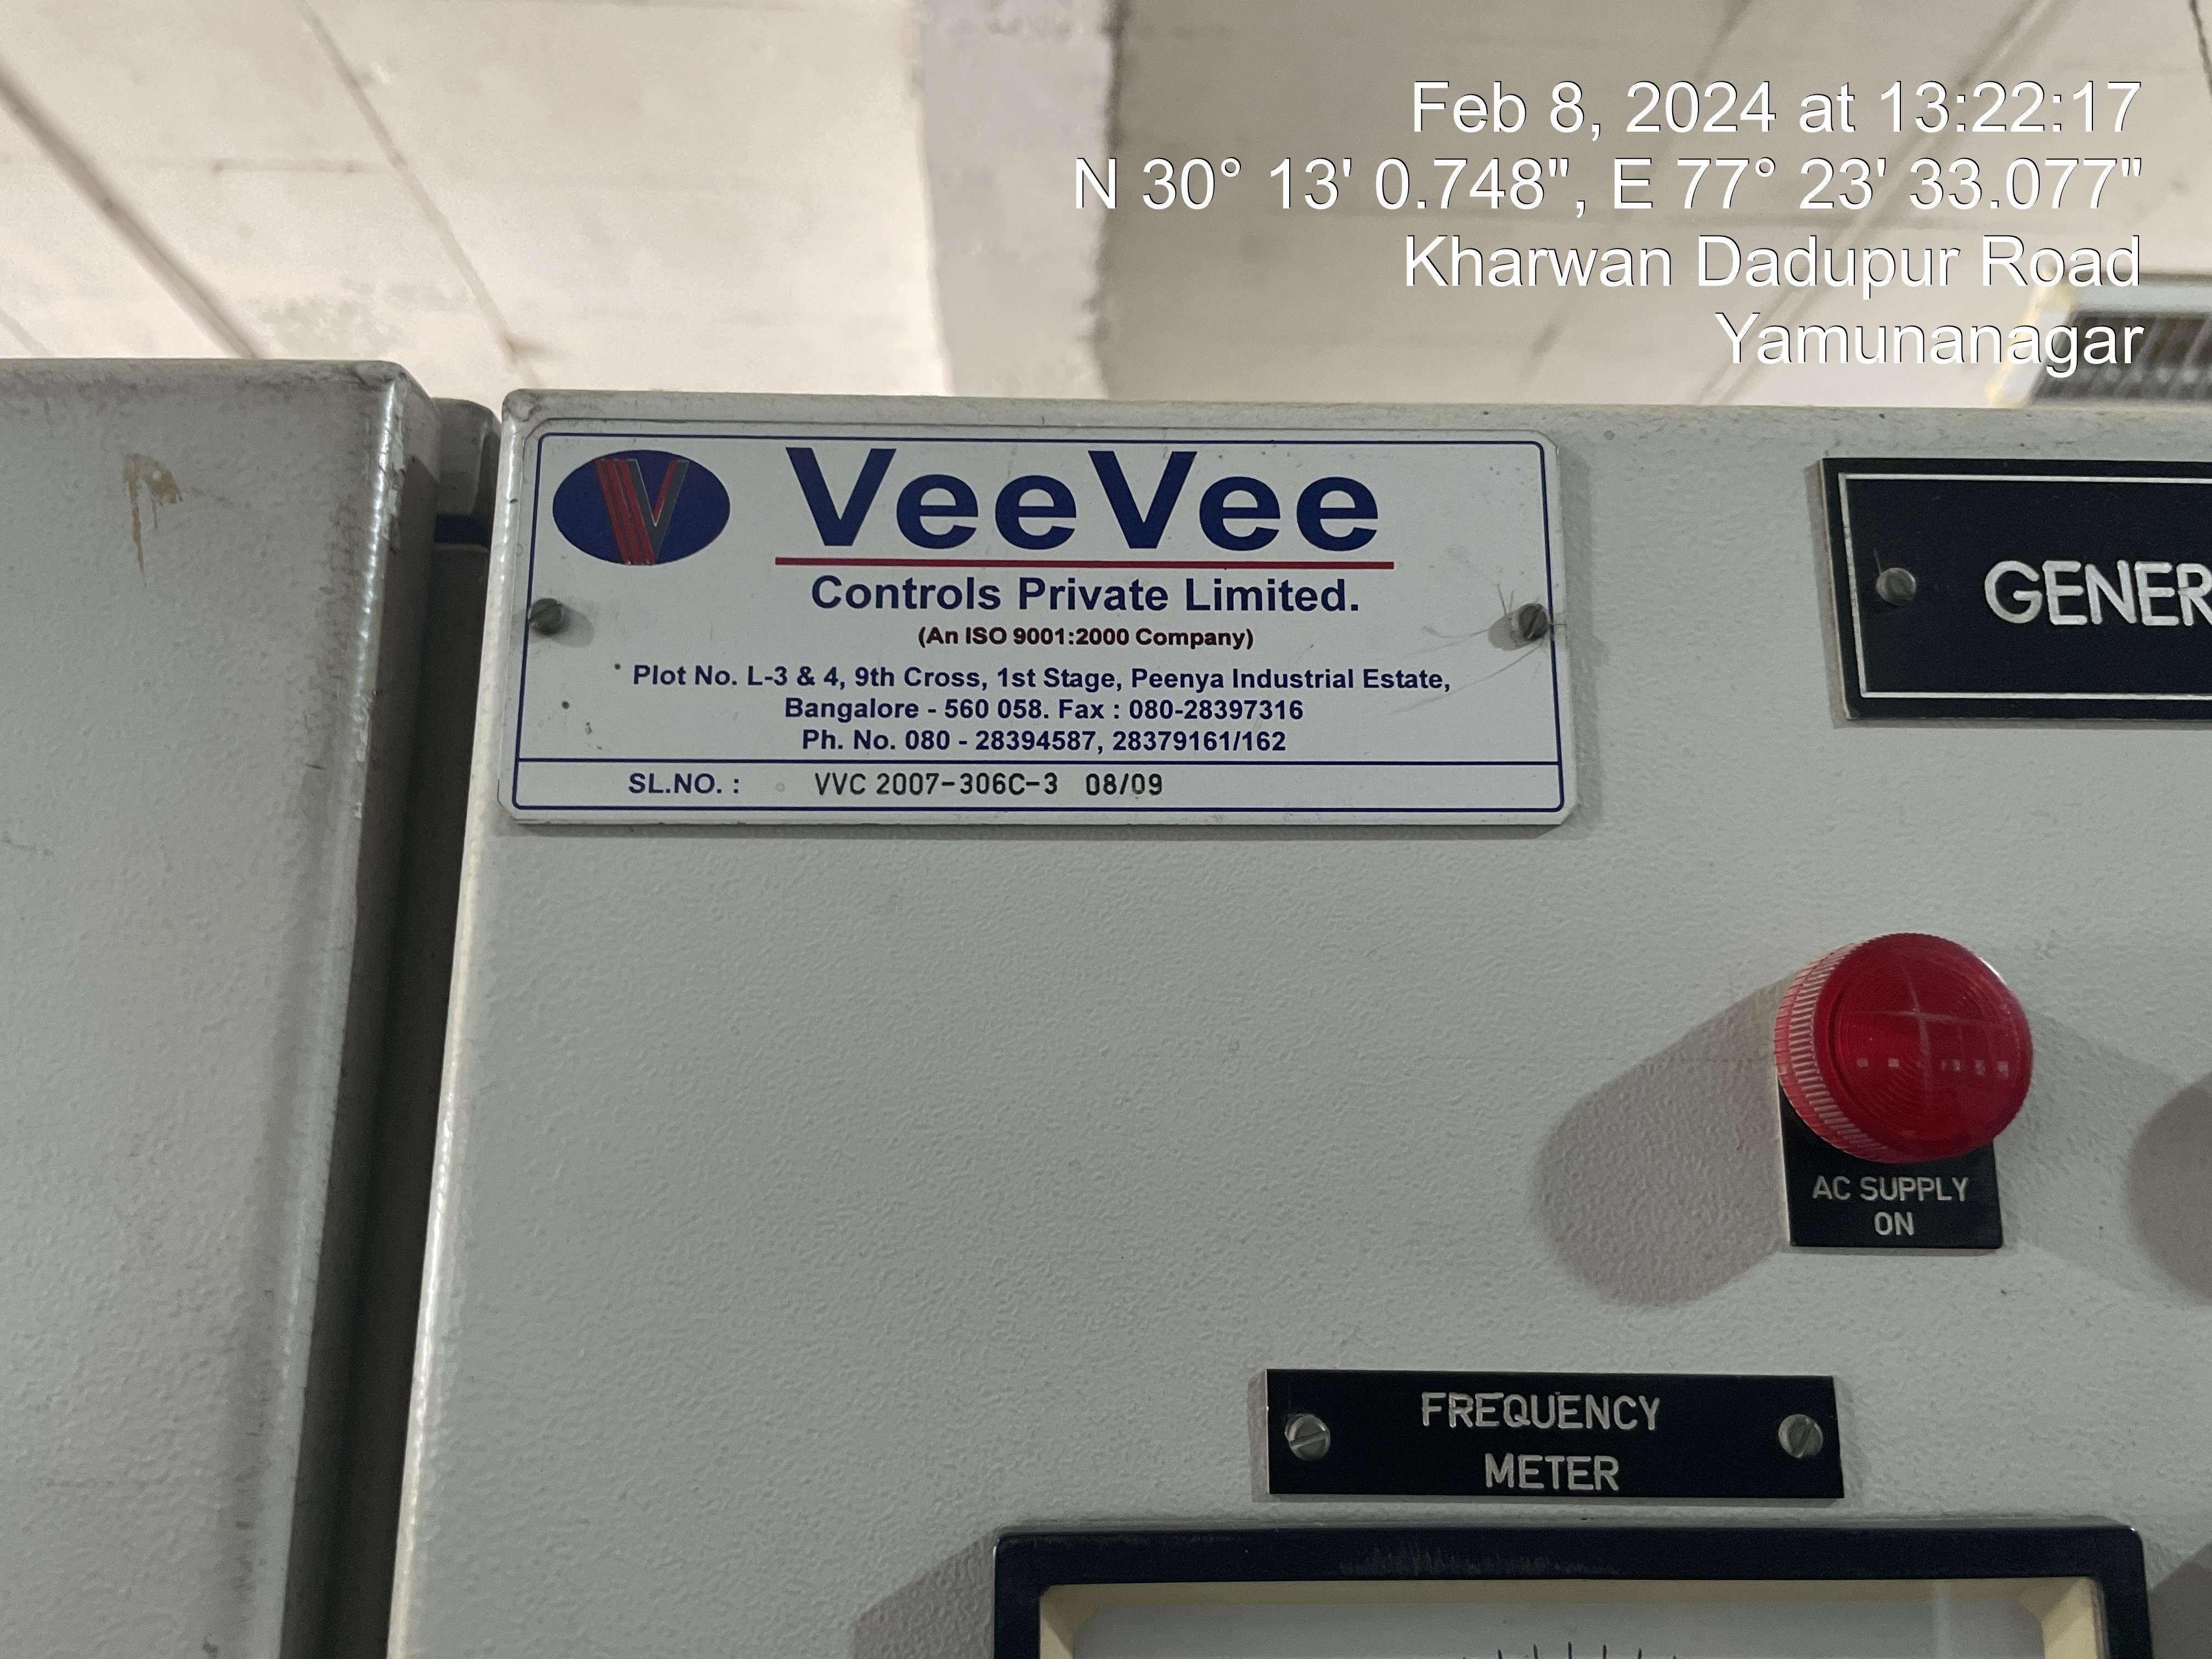 Feb 8, 2024 at 13:22:17
N 30° 13' 0.748", E 77° 23' 33.077"
Kharwan Dadupur Road
Yamunanagar
V VeeVee
Controls Private Limited.
(An ISO 9001:2000 Company)
Plot No. L-3 & 4, 9th Cross, 1st Stage, Peenya Industrial Estate,
Bangalore - 560 058. Fax : 080-28397316
Ph. No. 080 - 28394587, 28379161/162
SL.NO. : VVC 2007-306C-3 08/09
GENER
AC SUPPLY
ON
FREQUENCY
METER